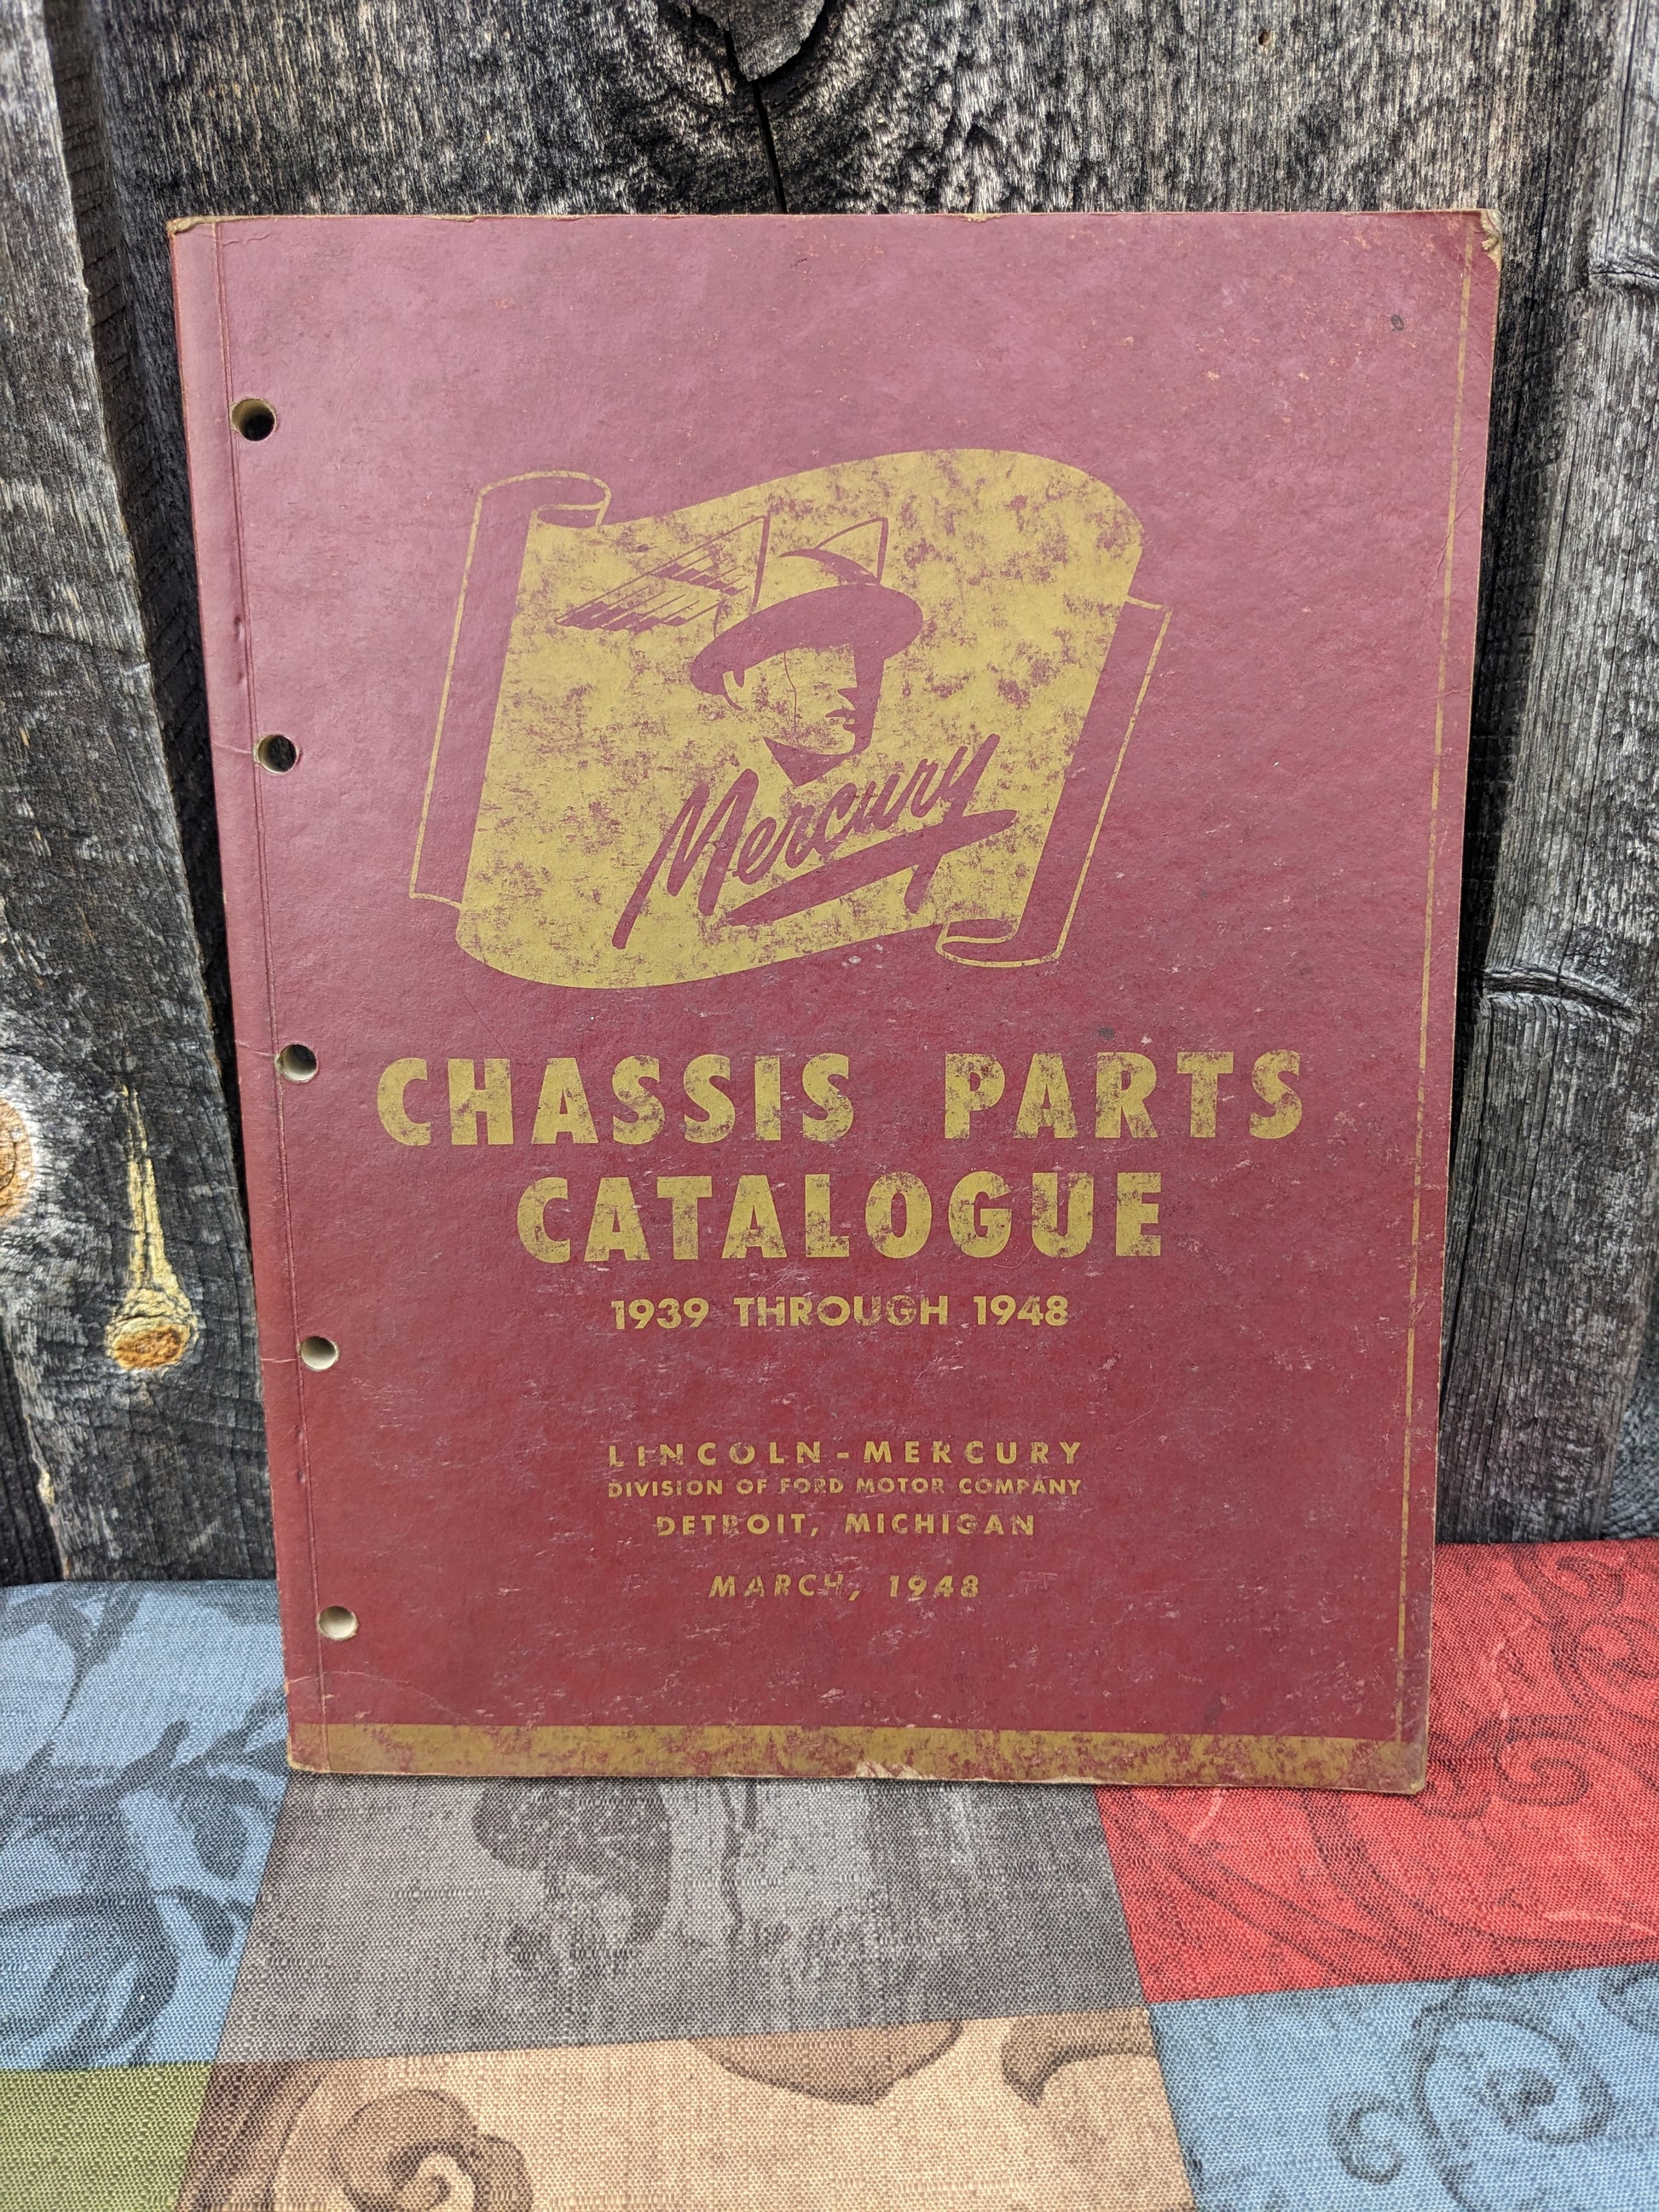 Mercury
CHASSIS PARTS
CATALOGUE
1939 THROUGH 1948
LINCOLN-MERCURY
DIVISION OF FORD MOTOR COMPANY
DETROIT, MICHIGAN
MARCH, 1948